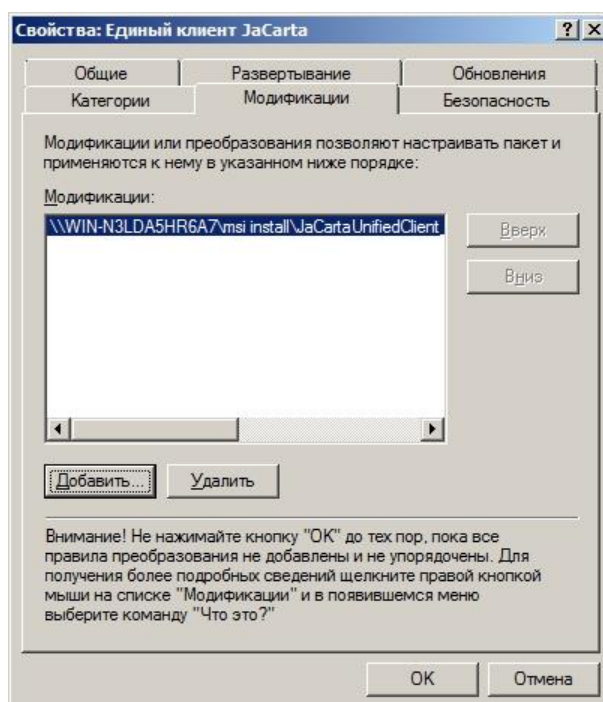 Свойства: Единый клиент JaCarta
Общие
Развертывание
Обновления
Категории
Модификации
Безопасность
Модификации или преобразования позволяют настраивать пакет и
применяются к нему в указанном ниже порядке:
Модификации:
\\WIN-N3LDA5HR6A7\msi install\JaCartaUnifiedClient_
Вверх
Вниз
Добавить...
Удалить
Внимание! Не нажимайте кнопку "ОК" до тех пор, пока все
правила преобразования не добавлены и не упорядочены. Для
получения более подробных сведений щелкните правой кнопкой
мыши на списке "Модификации" и в появившемся меню
выберите команду "Что это?"
ОК
Отмена